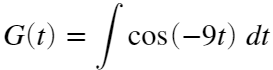 G(t) = ∫ cos(−9t) dt